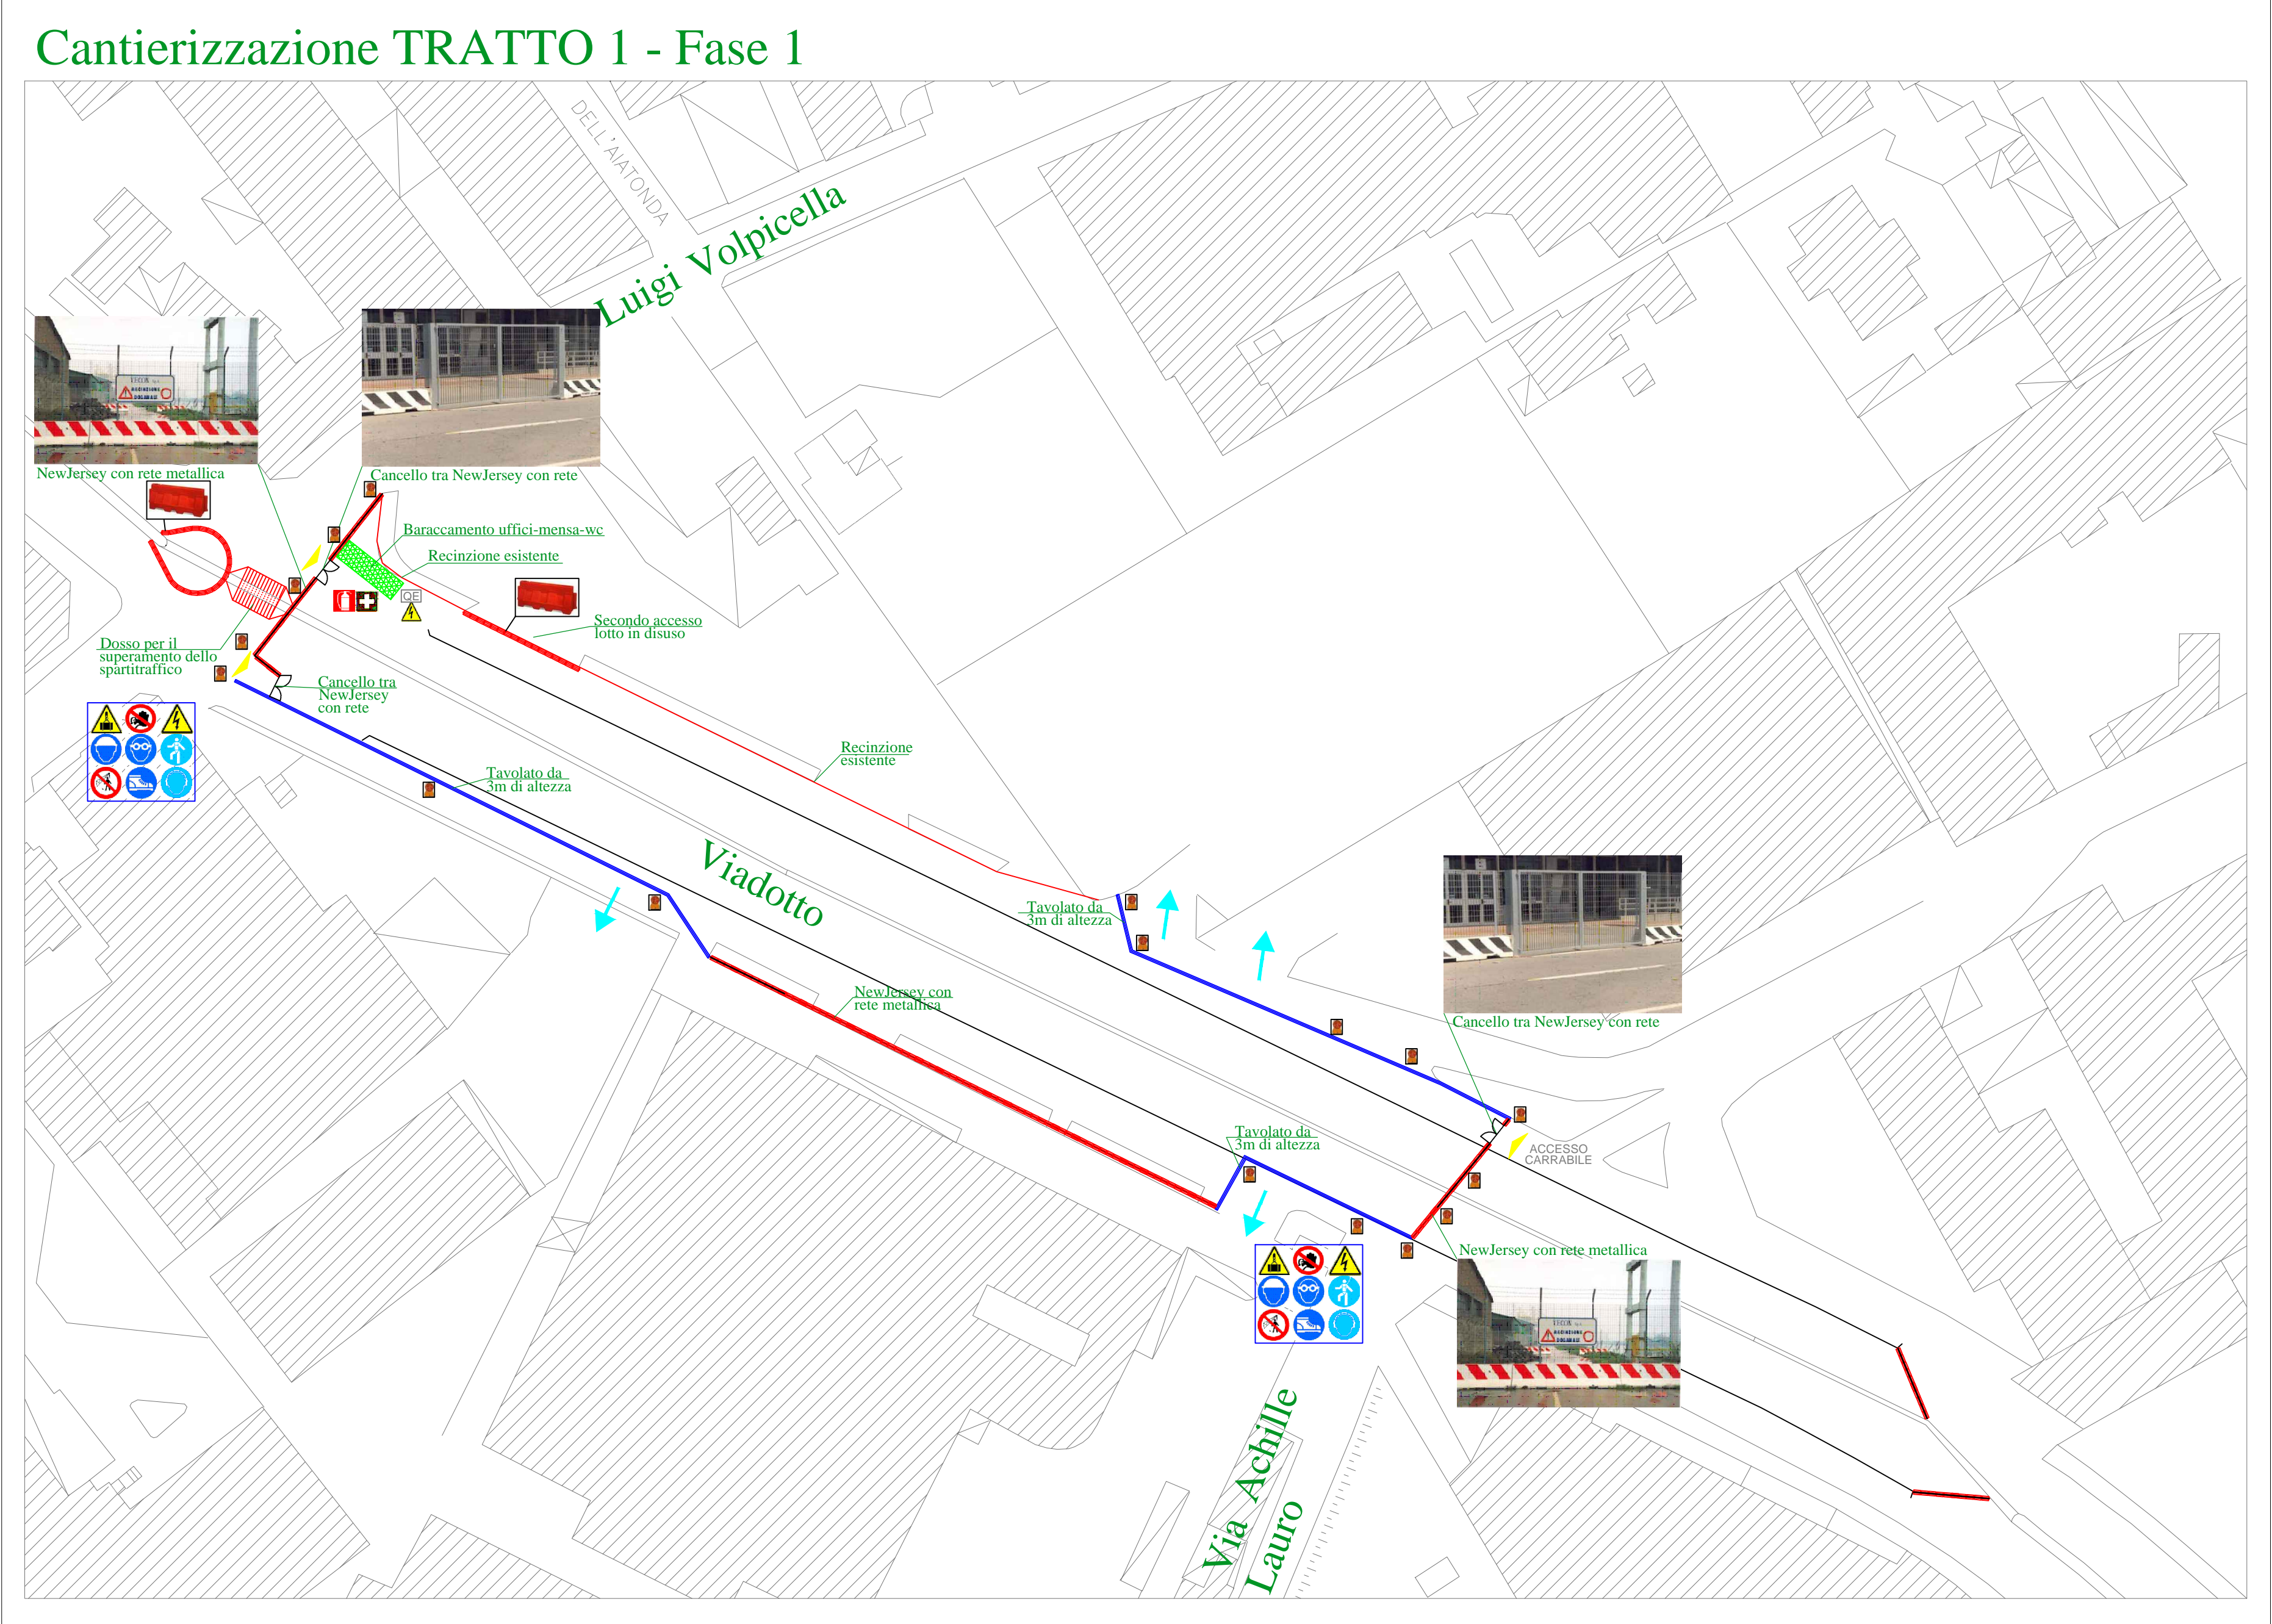 Cantierizzazione TRATTO 1 - Fase 1
DELL'AIATONDA
Luigi Volpicella
NewJersey con rete metallica
Cancello tra NewJersey con rete
Baraccamento uffici-mensa-wc
Recinzione esistente
QE
Secondo accesso
lotto in disuso
Dosso per il
superamento dello
spartitraffico
Cancello tra
NewJersey
con rete
Recinzione
esistente
Tavolato da
3m di altezza
Viadotto
Tavolato da
3m di altezza
NewJersey con
rete metallica
Cancello tra NewJersey con rete
Tavolato da
3m di altezza
ACCESSO
CARRABILE
NewJersey con rete metallica
Via Achille
Lauro